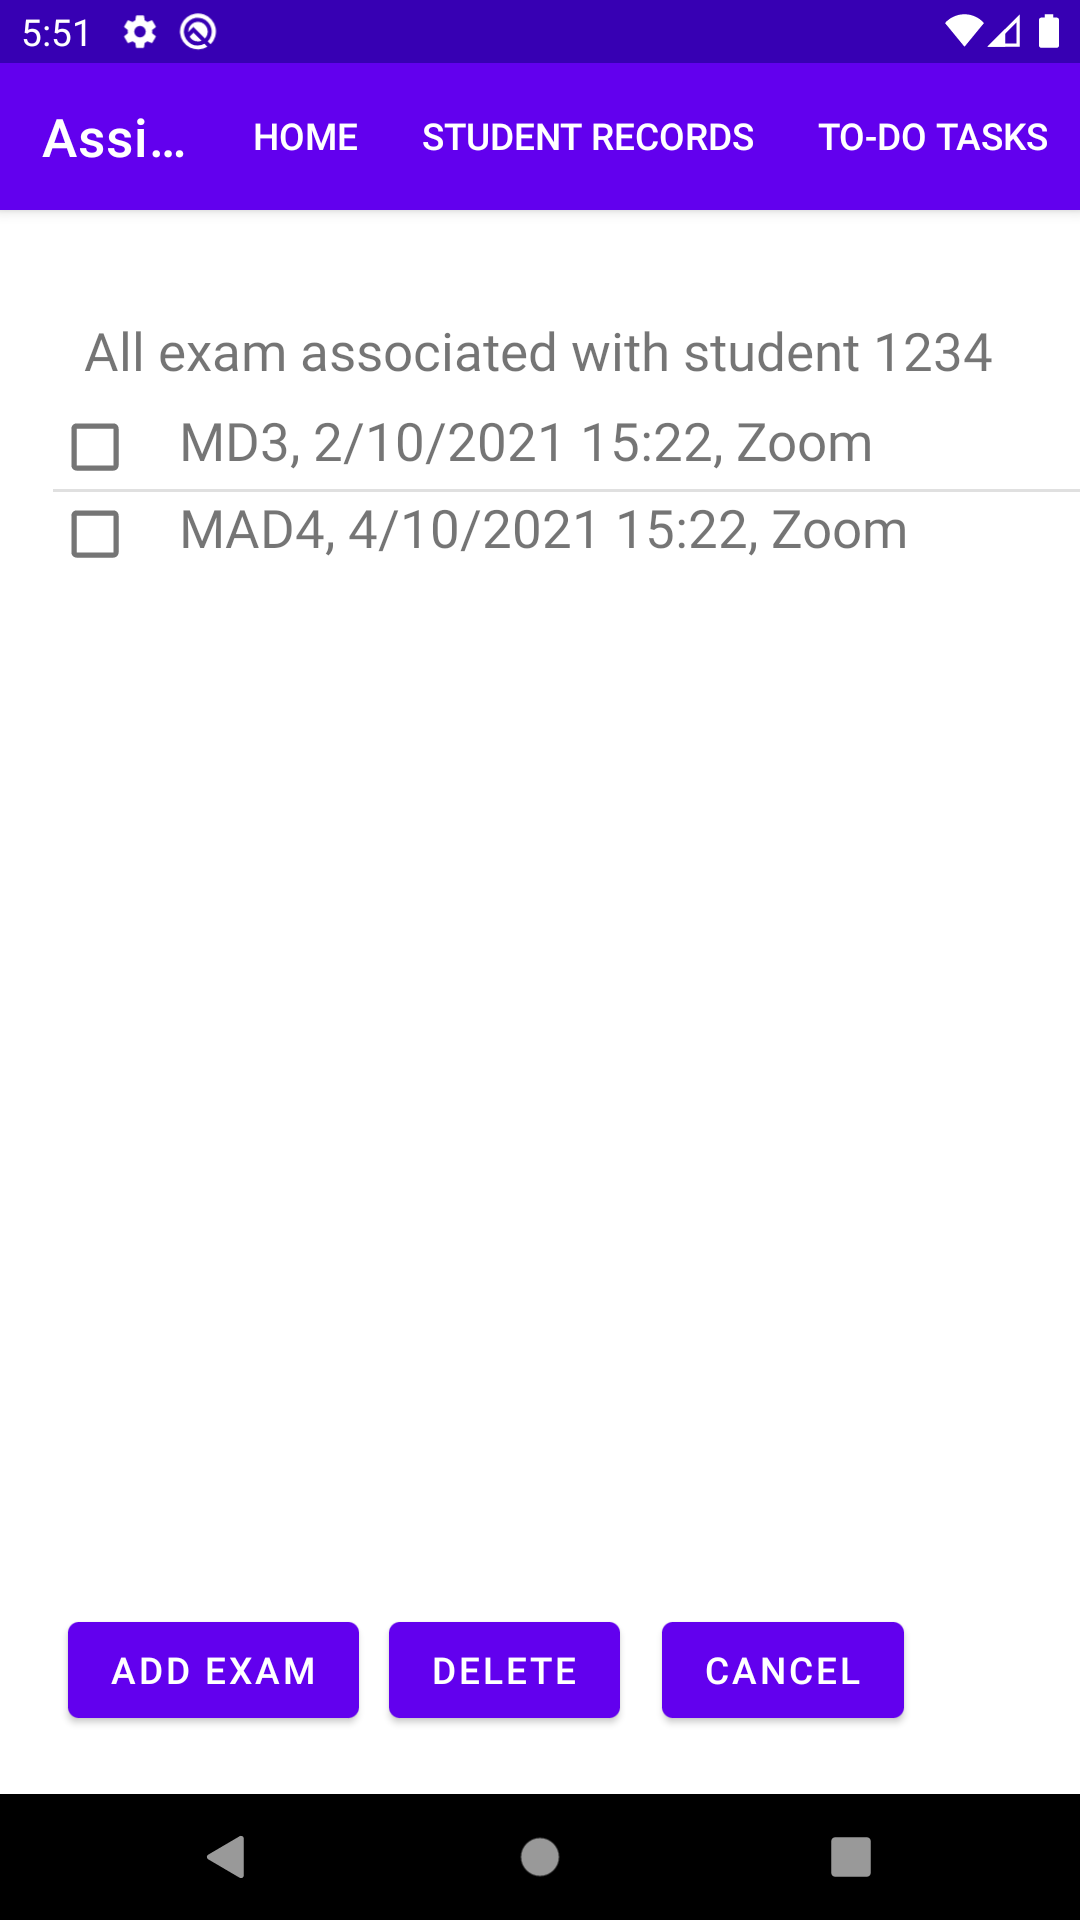 5:51
Assi... HOME STUDENT RECORDS TO-DO TASKS
All exam associated with student 1234
MD3, 2/10/2021 15:22, Zoom
MAD4, 4/10/2021 15:22, Zoom
ADD EXAM DELETE CANCEL